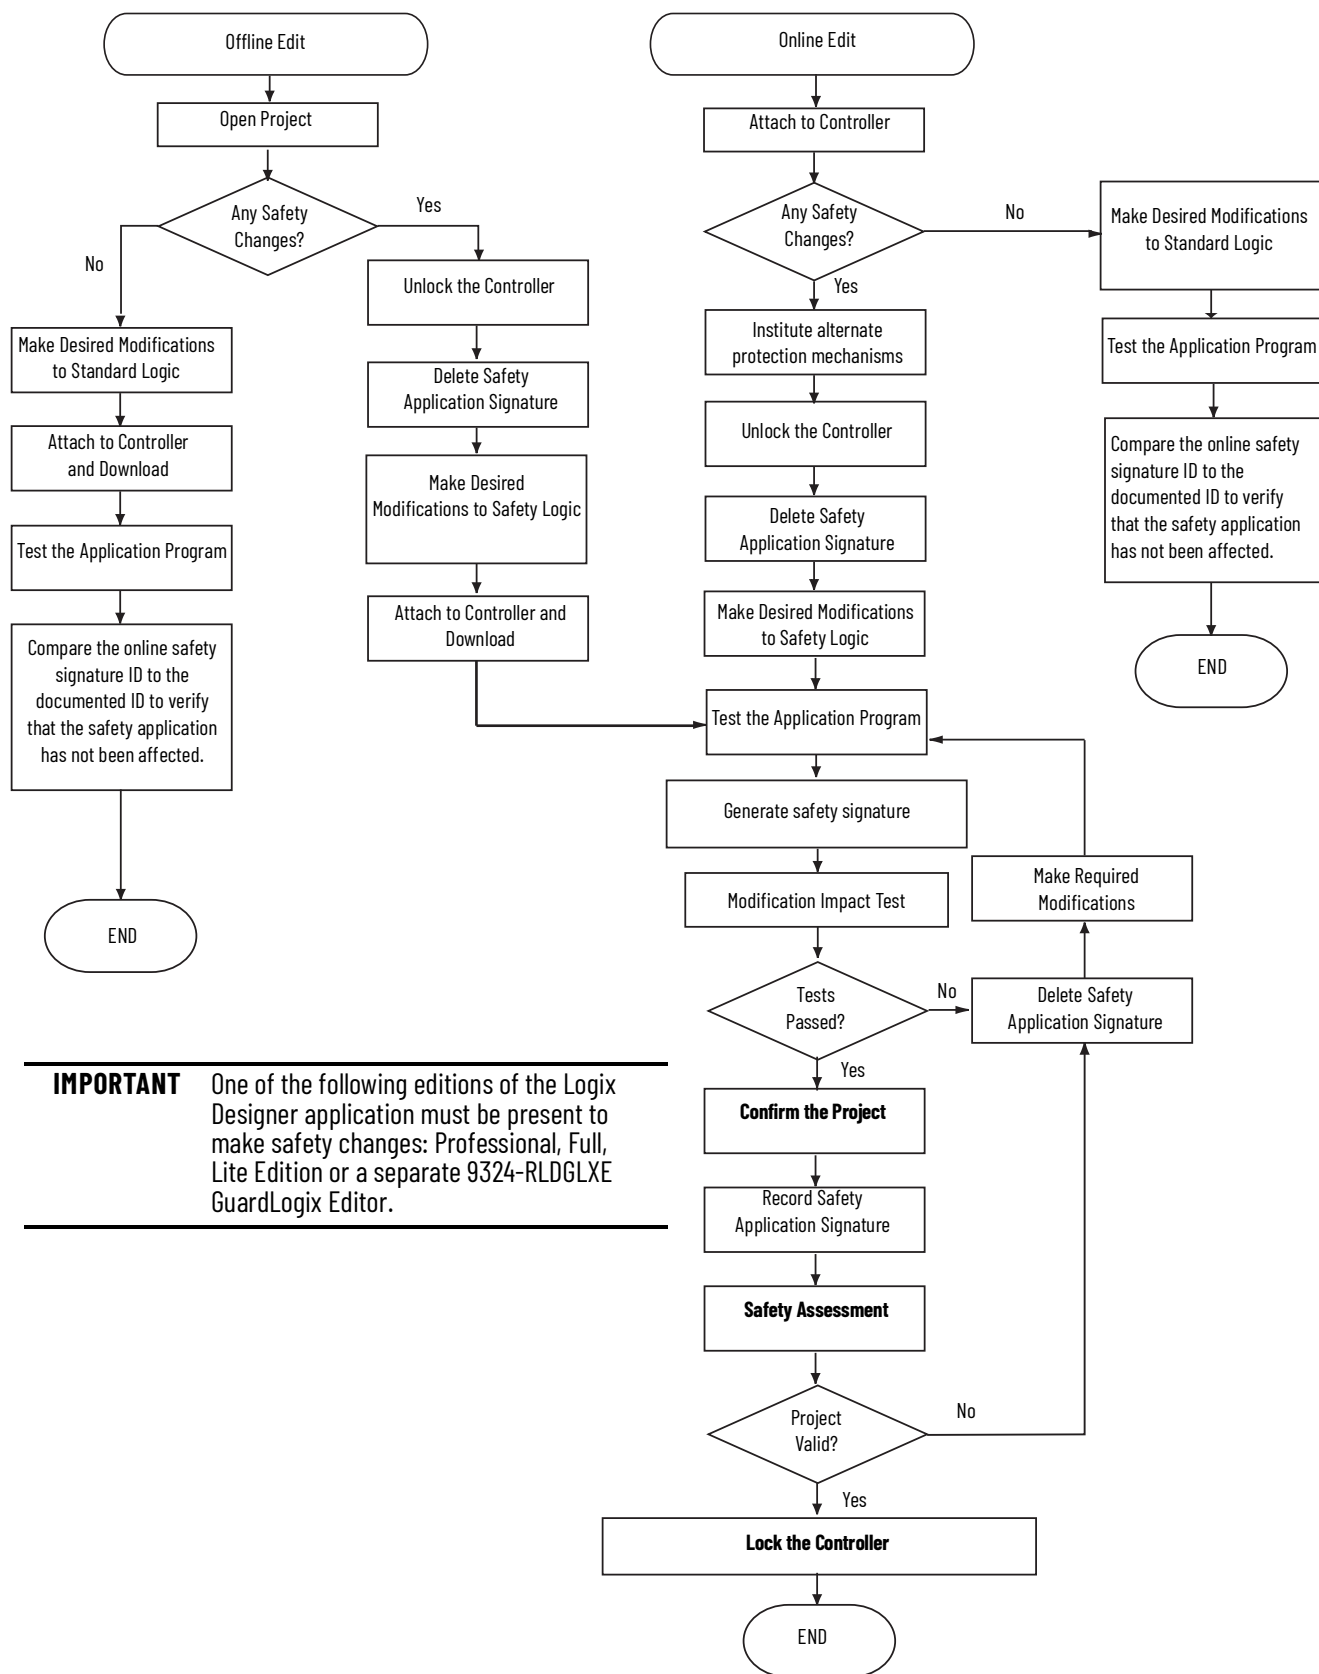 Offline Edit
Open Project
Any Safety
Changes?
Yes
No
Unlock the Controller
Delete Safety
Application Signature
Make Desired
Modifications to Safety Logic
Attach to Controller and
Download
Make Desired Modifications
to Standard Logic
Attach to Controller
and Download
Test the Application Program
Compare the online safety
signature ID to the
documented ID to verify
that the safety application
has not been affected.
END
Online Edit
Attach to Controller
Any Safety
Changes?
No
Yes
Make Desired Modifications
to Standard Logic
Test the Application Program
Compare the online safety
signature ID to the
documented ID to verify
that the safety application
has not been affected.
END
Institute alternate
protection mechanisms
Unlock the Controller
Delete Safety
Application Signature
Make Desired Modifications
to Safety Logic
Test the Application Program
Generate safety signature
Modification Impact Test
Tests
Passed?
No
Delete Safety
Application Signature
Make Required
Modifications
Yes
Confirm the Project
Record Safety
Application Signature
Safety Assessment
Project
Valid?
No
Yes
Lock the Controller
END
IMPORTANT One of the following editions of the Logix
Designer application must be present to
make safety changes: Professional, Full,
Lite Edition or a separate 9324-RLDGLXE
GuardLogix Editor.